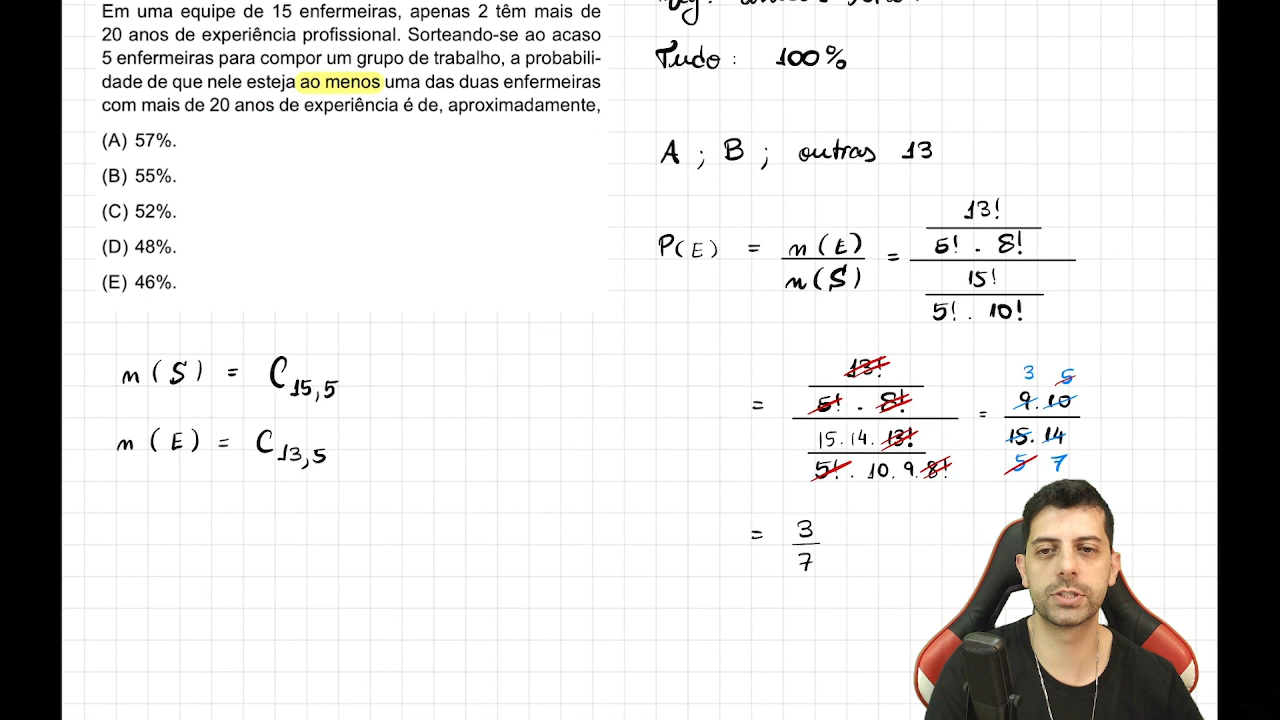 Em uma equipe de 15 enfermeiras, apenas 2 têm mais de
20 anos de experiência profissional. Sorteando-se ao acaso
5 enfermeiras para compor um grupo de trabalho, a probabili-
dade de que nele esteja ao menos uma das duas enfermeiras
com mais de 20 anos de experiência é de, aproximadamente,
(A) 57%.
(B) 55%.
(C) 52%.
(D) 48%.
(E) 46%.
n(S) = C15,5
n(E) = C13,5
Tudo: 100%
A ; B ; outras 13
P(E) = n(E) / n(S) = 13! / 5! . 8! / 15! / 5! . 10!
= 13! / 5! . 8! / 15. 14. 13! / 5! . 10. 9. 8! = 3 5 9. 10 / 15. 14 5 7
= 3 / 7